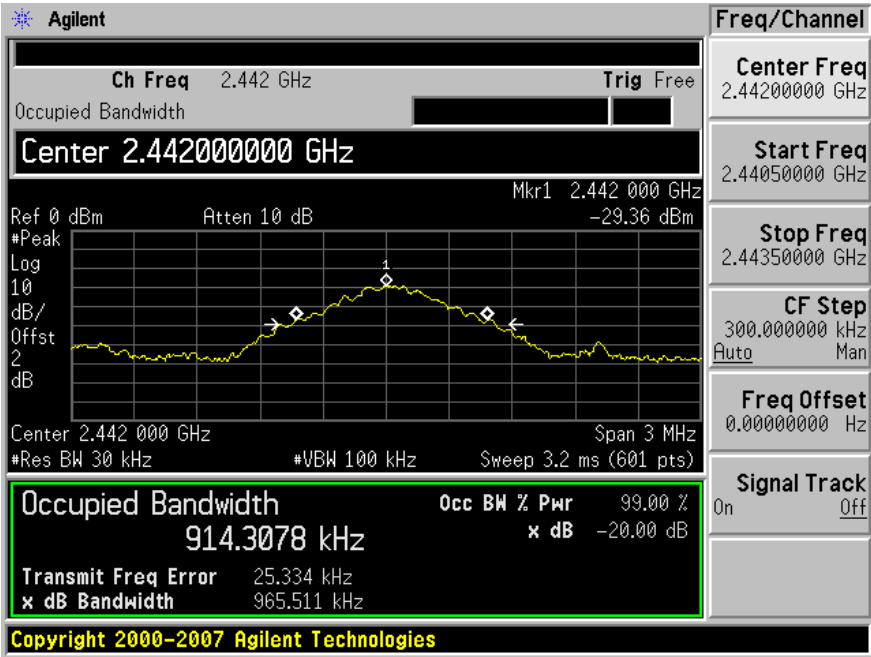 Agilent
Freq/Channel
Ch Freq 2.442 GHz Trig Free
Occupied Bandwidth
Center 2.442000000 GHz
Mkr1 2.442 000 GHz
Ref 0 dBm Atten 10 dB -29.36 dBm
#Peak
Log
10
dB/
Offst
2
dB
1
Center 2.442 000 GHz Span 3 MHz
#Res BW 30 kHz #VBW 100 kHz Sweep 3.2 ms (601 pts)
Occupied Bandwidth
914.3078 kHz
Occ BW % Pwr 99.00 %
x dB -20.00 dB
Transmit Freq Error 25.334 kHz
x dB Bandwidth 965.511 kHz
Copyright 2000-2007 Agilent Technologies
Center Freq
2.44200000 GHz
Start Freq
2.44050000 GHz
Stop Freq
2.44350000 GHz
CF Step
300.000000 kHz
Auto Man
Freq Offset
0.00000000 Hz
Signal Track
On Off